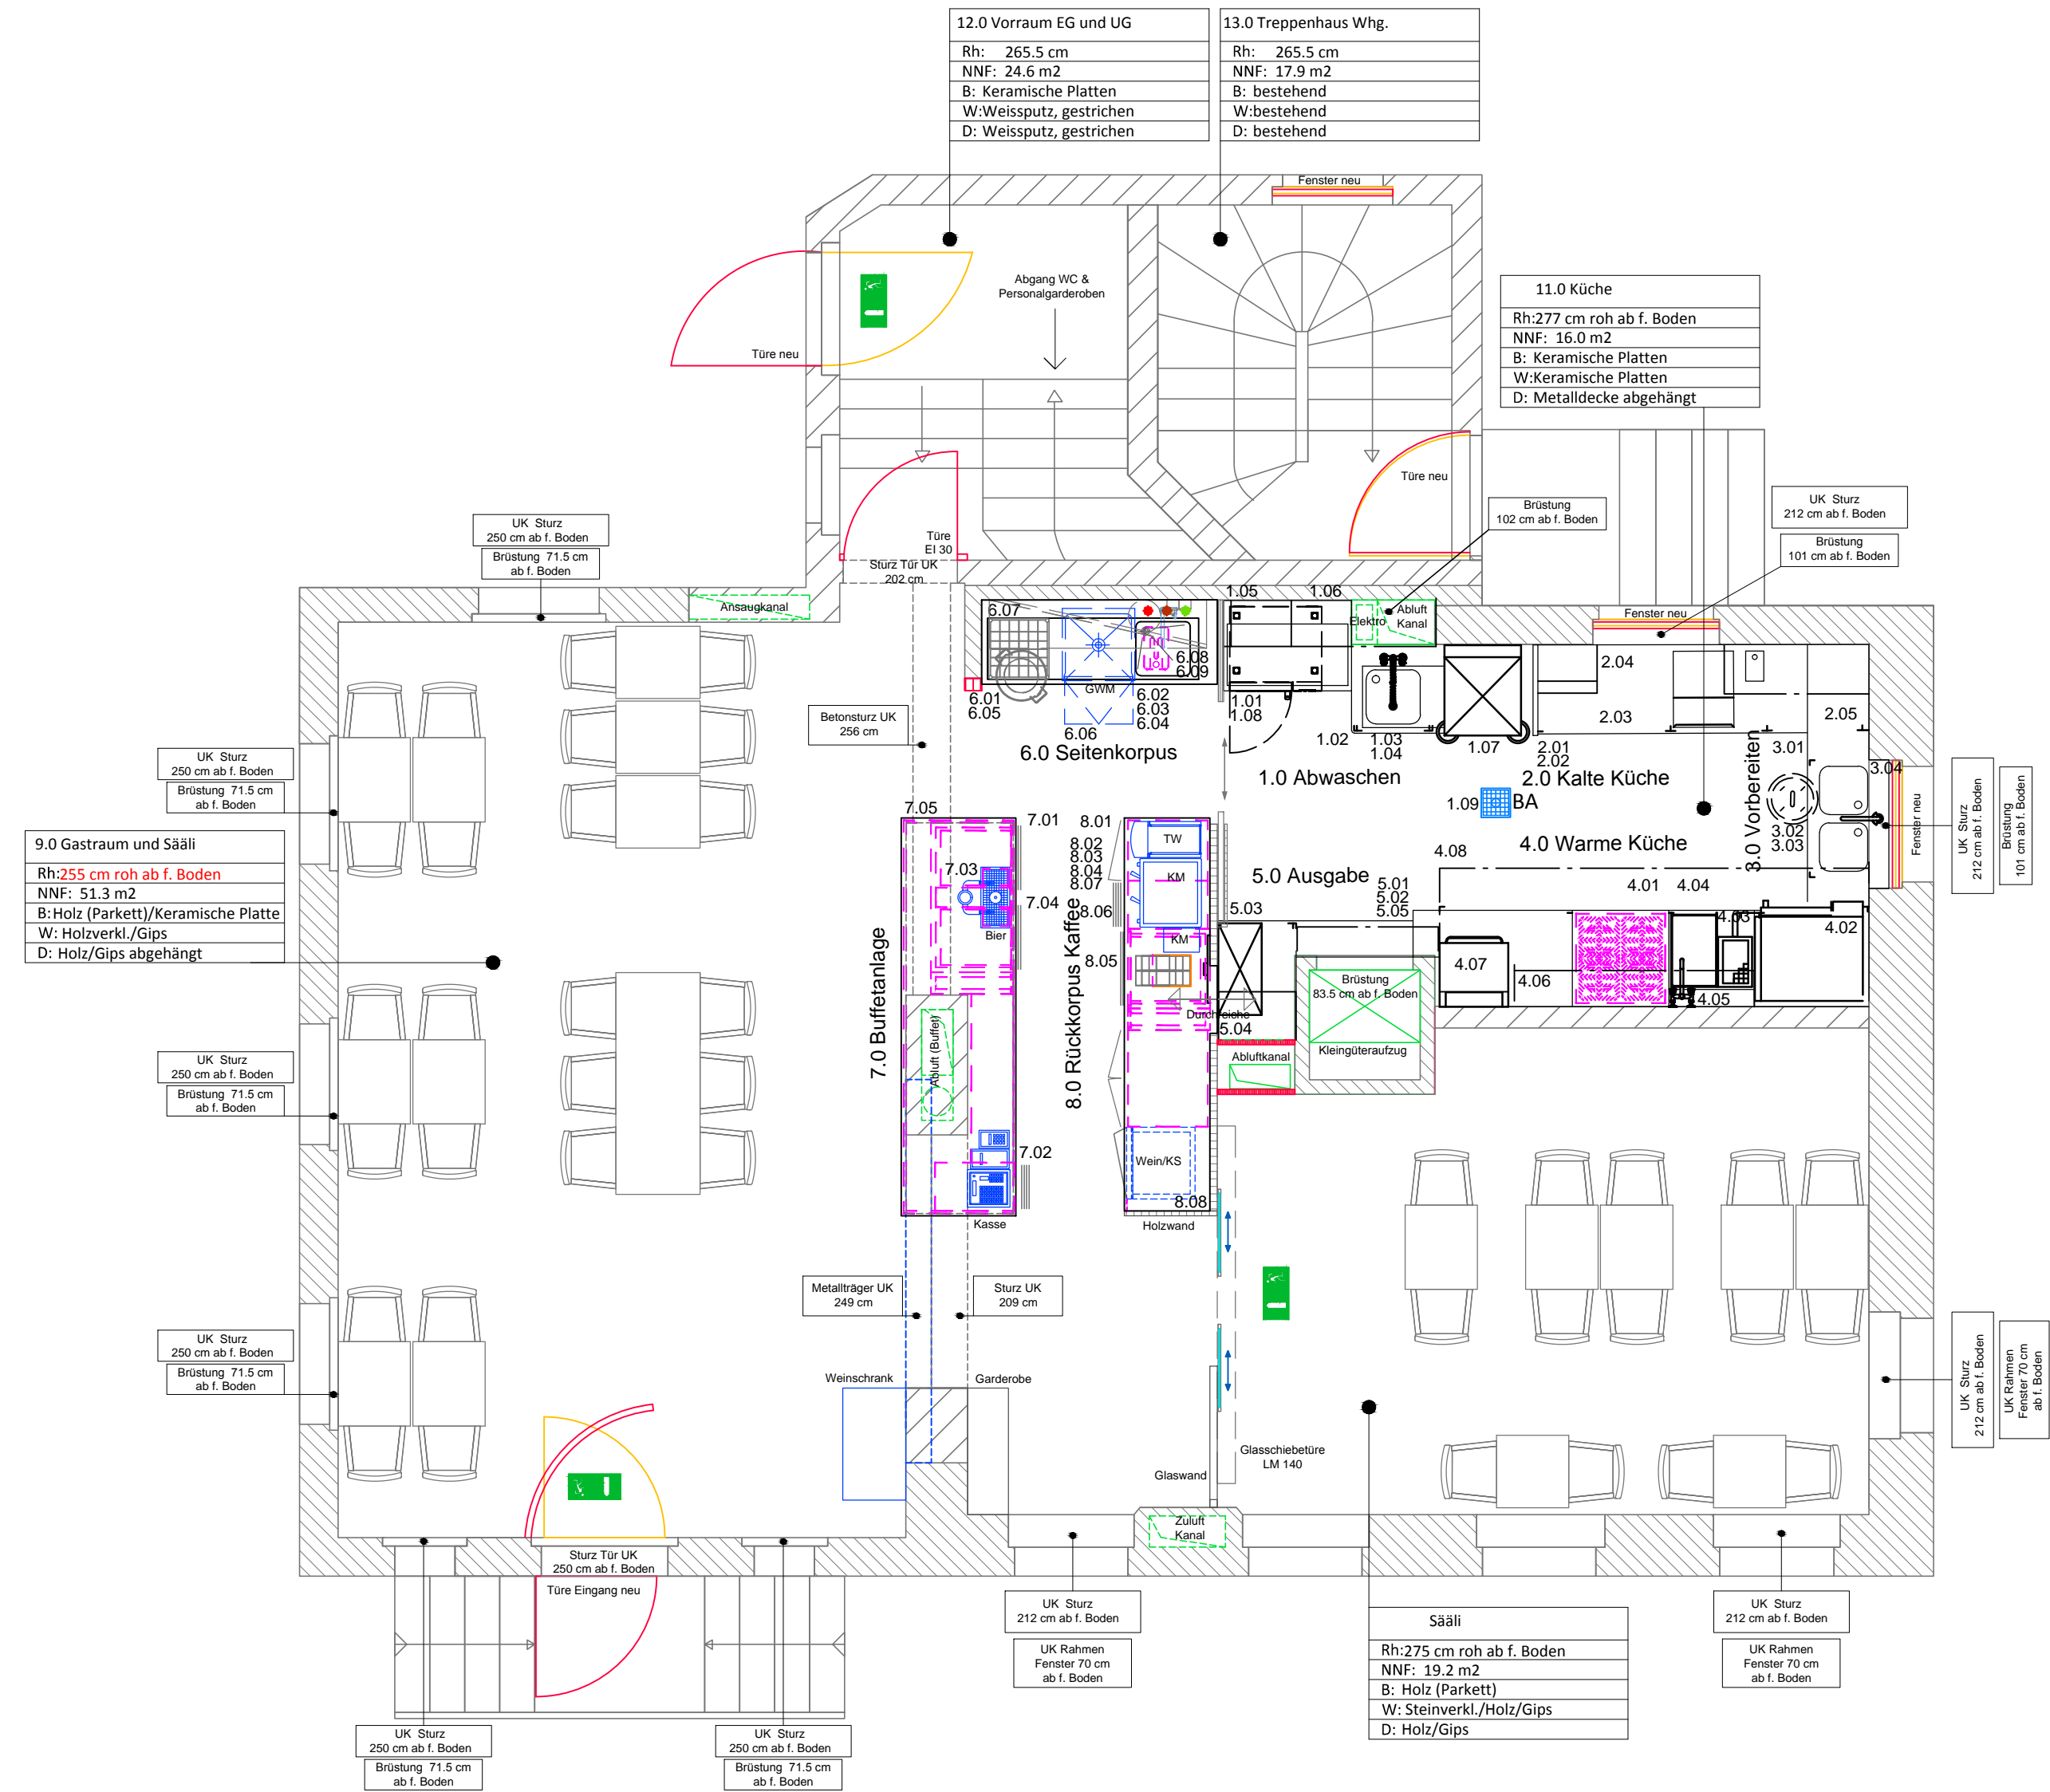 12.0 Vorraum EG und UG
Rh: 265.5 cm
NNF: 24.6 m2
B: Keramische Platten
W:Weissputz, gestrichen
D: Weissputz, gestrichen
13.0 Treppenhaus Whg.
Rh: 265.5 cm
NNF: 17.9 m2
B: bestehend
W:bestehend
D: bestehend
Fenster neu
Abgang WC &
Personalgarderoben
Türe neu
11.0 Küche
Rh:277 cm roh ab f. Boden
NNF: 16.0 m2
B: Keramische Platten
W:Keramische Platten
D: Metalldecke abgehängt
Türe neu
Brüstung
102 cm ab f. Boden
UK Sturz
212 cm ab f. Boden
Brüstung
101 cm ab f. Boden
UK Sturz
250 cm ab f. Boden
Brüstung 71.5 cm
ab f. Boden
Türe
EI 30
Sturz Tür UK
202 cm
Ansaugkanal
6.07
1.05
1.06
Elektro
Abluft
Kanal
Fenster neu
6.08
6.09
GWM
6.01
6.05
6.02
6.03
6.04
6.06
1.01
1.08
1.02
1.03
1.04
1.07
2.04
2.03
2.05
2.01
2.02
3.01
3.04
Betonsturz UK
256 cm
6.0 Seitenkorpus
1.0 Abwaschen
2.0 Kalte Küche
1.09
BA
3.02
3.03
3.0 Vorbereiten
4.0 Warme Küche
Fenster neu
UK Sturz
212 cm ab f. Boden
Brüstung
101 cm ab f. Boden
UK Sturz
250 cm ab f. Boden
Brüstung 71.5 cm
ab f. Boden
9.0 Gastraum und Sääli
Rh:255 cm roh ab f. Boden
NNF: 51.3 m2
B:Holz (Parkett)/Keramische Platte
W: Holzverkl./Gips
D: Holz/Gips abgehängt
7.05
7.01
7.03
7.04
Bier
7.0 Buffetanlage
Abluft (Buffet)
7.02
Kasse
8.01
8.02
8.03
8.04
8.07
8.06
8.05
TW
KM
KM
8.0 Rückkorpus Kaffee
Wein/KS
8.08
Holzwand
5.0 Ausgabe
5.03
5.01
5.02
5.05
Durchreiche
5.04
Abluftkanal
Brüstung
83.5 cm ab f. Boden
Kleingüteraufzug
4.08
4.01
4.04
4.03
4.02
4.07
4.06
4.05
UK Sturz
250 cm ab f. Boden
Brüstung 71.5 cm
ab f. Boden
Metallträger UK
249 cm
Sturz UK
209 cm
UK Sturz
250 cm ab f. Boden
Brüstung 71.5 cm
ab f. Boden
Weinschrank
Garderobe
Glasschiebetüre
LM 140
Glaswand
UK Sturz
212 cm ab f. Boden
UK Rahmen
Fenster 70 cm
ab f. Boden
Zuluft
Kanal
Sturz Tür UK
250 cm ab f. Boden
Türe Eingang neu
UK Sturz
212 cm ab f. Boden
UK Rahmen
Fenster 70 cm
ab f. Boden
Sääli
Rh:275 cm roh ab f. Boden
NNF: 19.2 m2
B: Holz (Parkett)
W: Steinverkl./Holz/Gips
D: Holz/Gips
UK Sturz
212 cm ab f. Boden
UK Rahmen
Fenster 70 cm
ab f. Boden
UK Sturz
250 cm ab f. Boden
Brüstung 71.5 cm
ab f. Boden
UK Sturz
250 cm ab f. Boden
Brüstung 71.5 cm
ab f. Boden